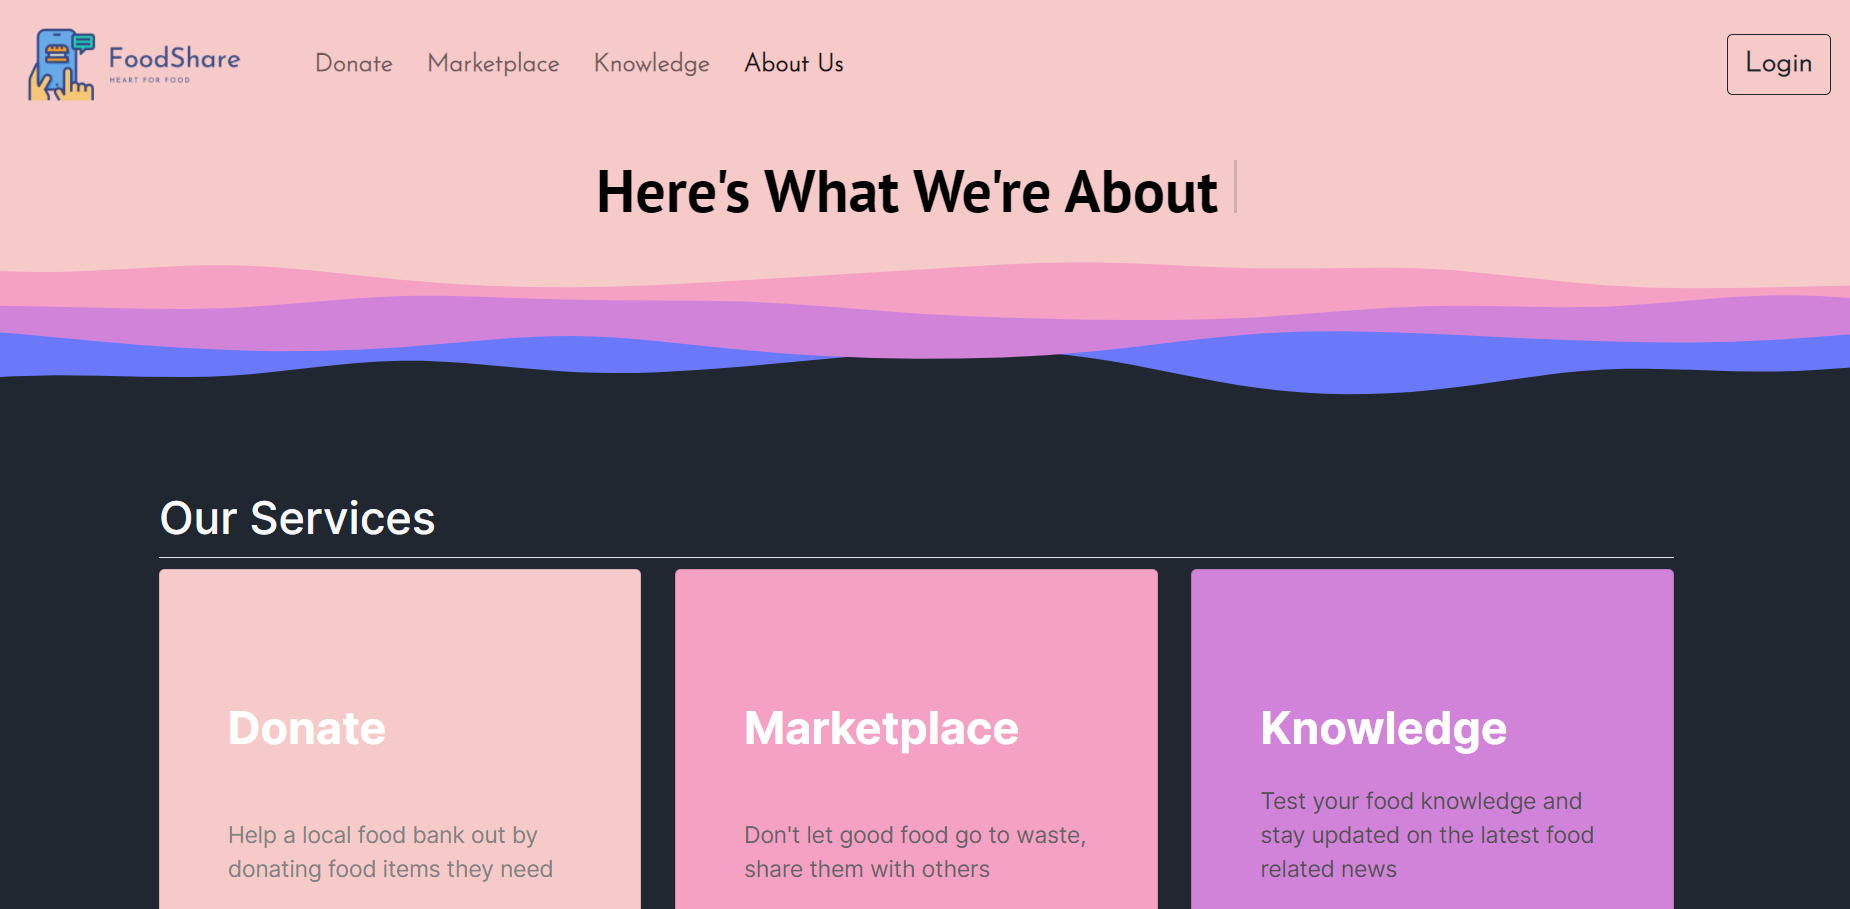 FoodShare
HEART FOR FOOD
Donate
Marketplace
Knowledge
About Us
Login
Here's What We're About
Our Services
Donate
Help a local food bank out by
donating food items they need
Marketplace
Don't let good food go to waste,
share them with others
Knowledge
Test your food knowledge and
stay updated on the latest food
related news